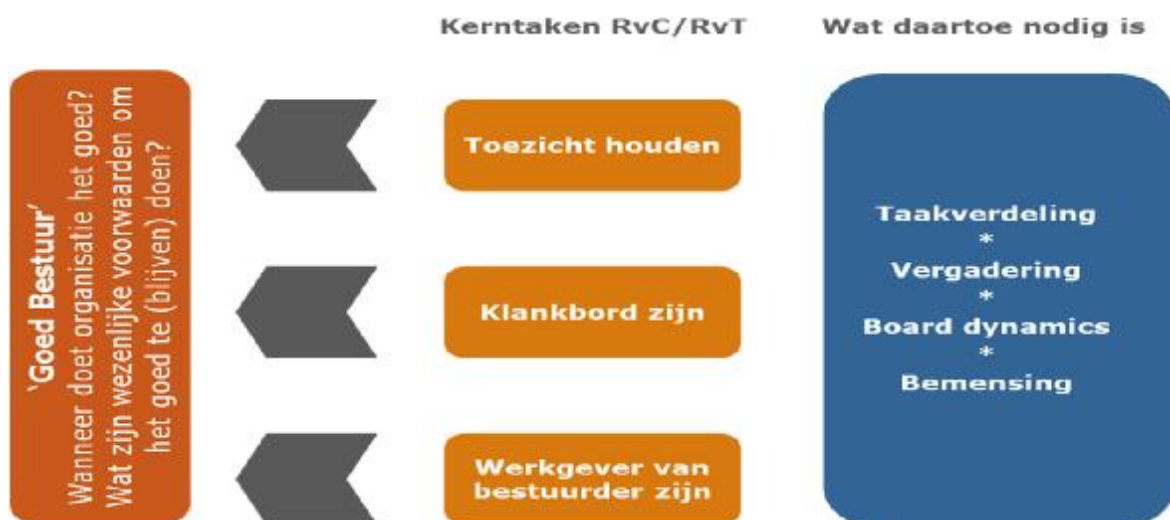 Kerntaken RvC/RvT
Wat daartoe nodig is
'Goed Bestuur'
Wanneer doet organisatie het goed?
Wat zijn wezenlijke voorwaarden om
het goed te (blijven) doen?
Toezicht houden
Klankbord zijn
Werkgever van
bestuurder zijn
Taakverdeling
*
Vergadering
*
Board dynamics
*
Bemensing